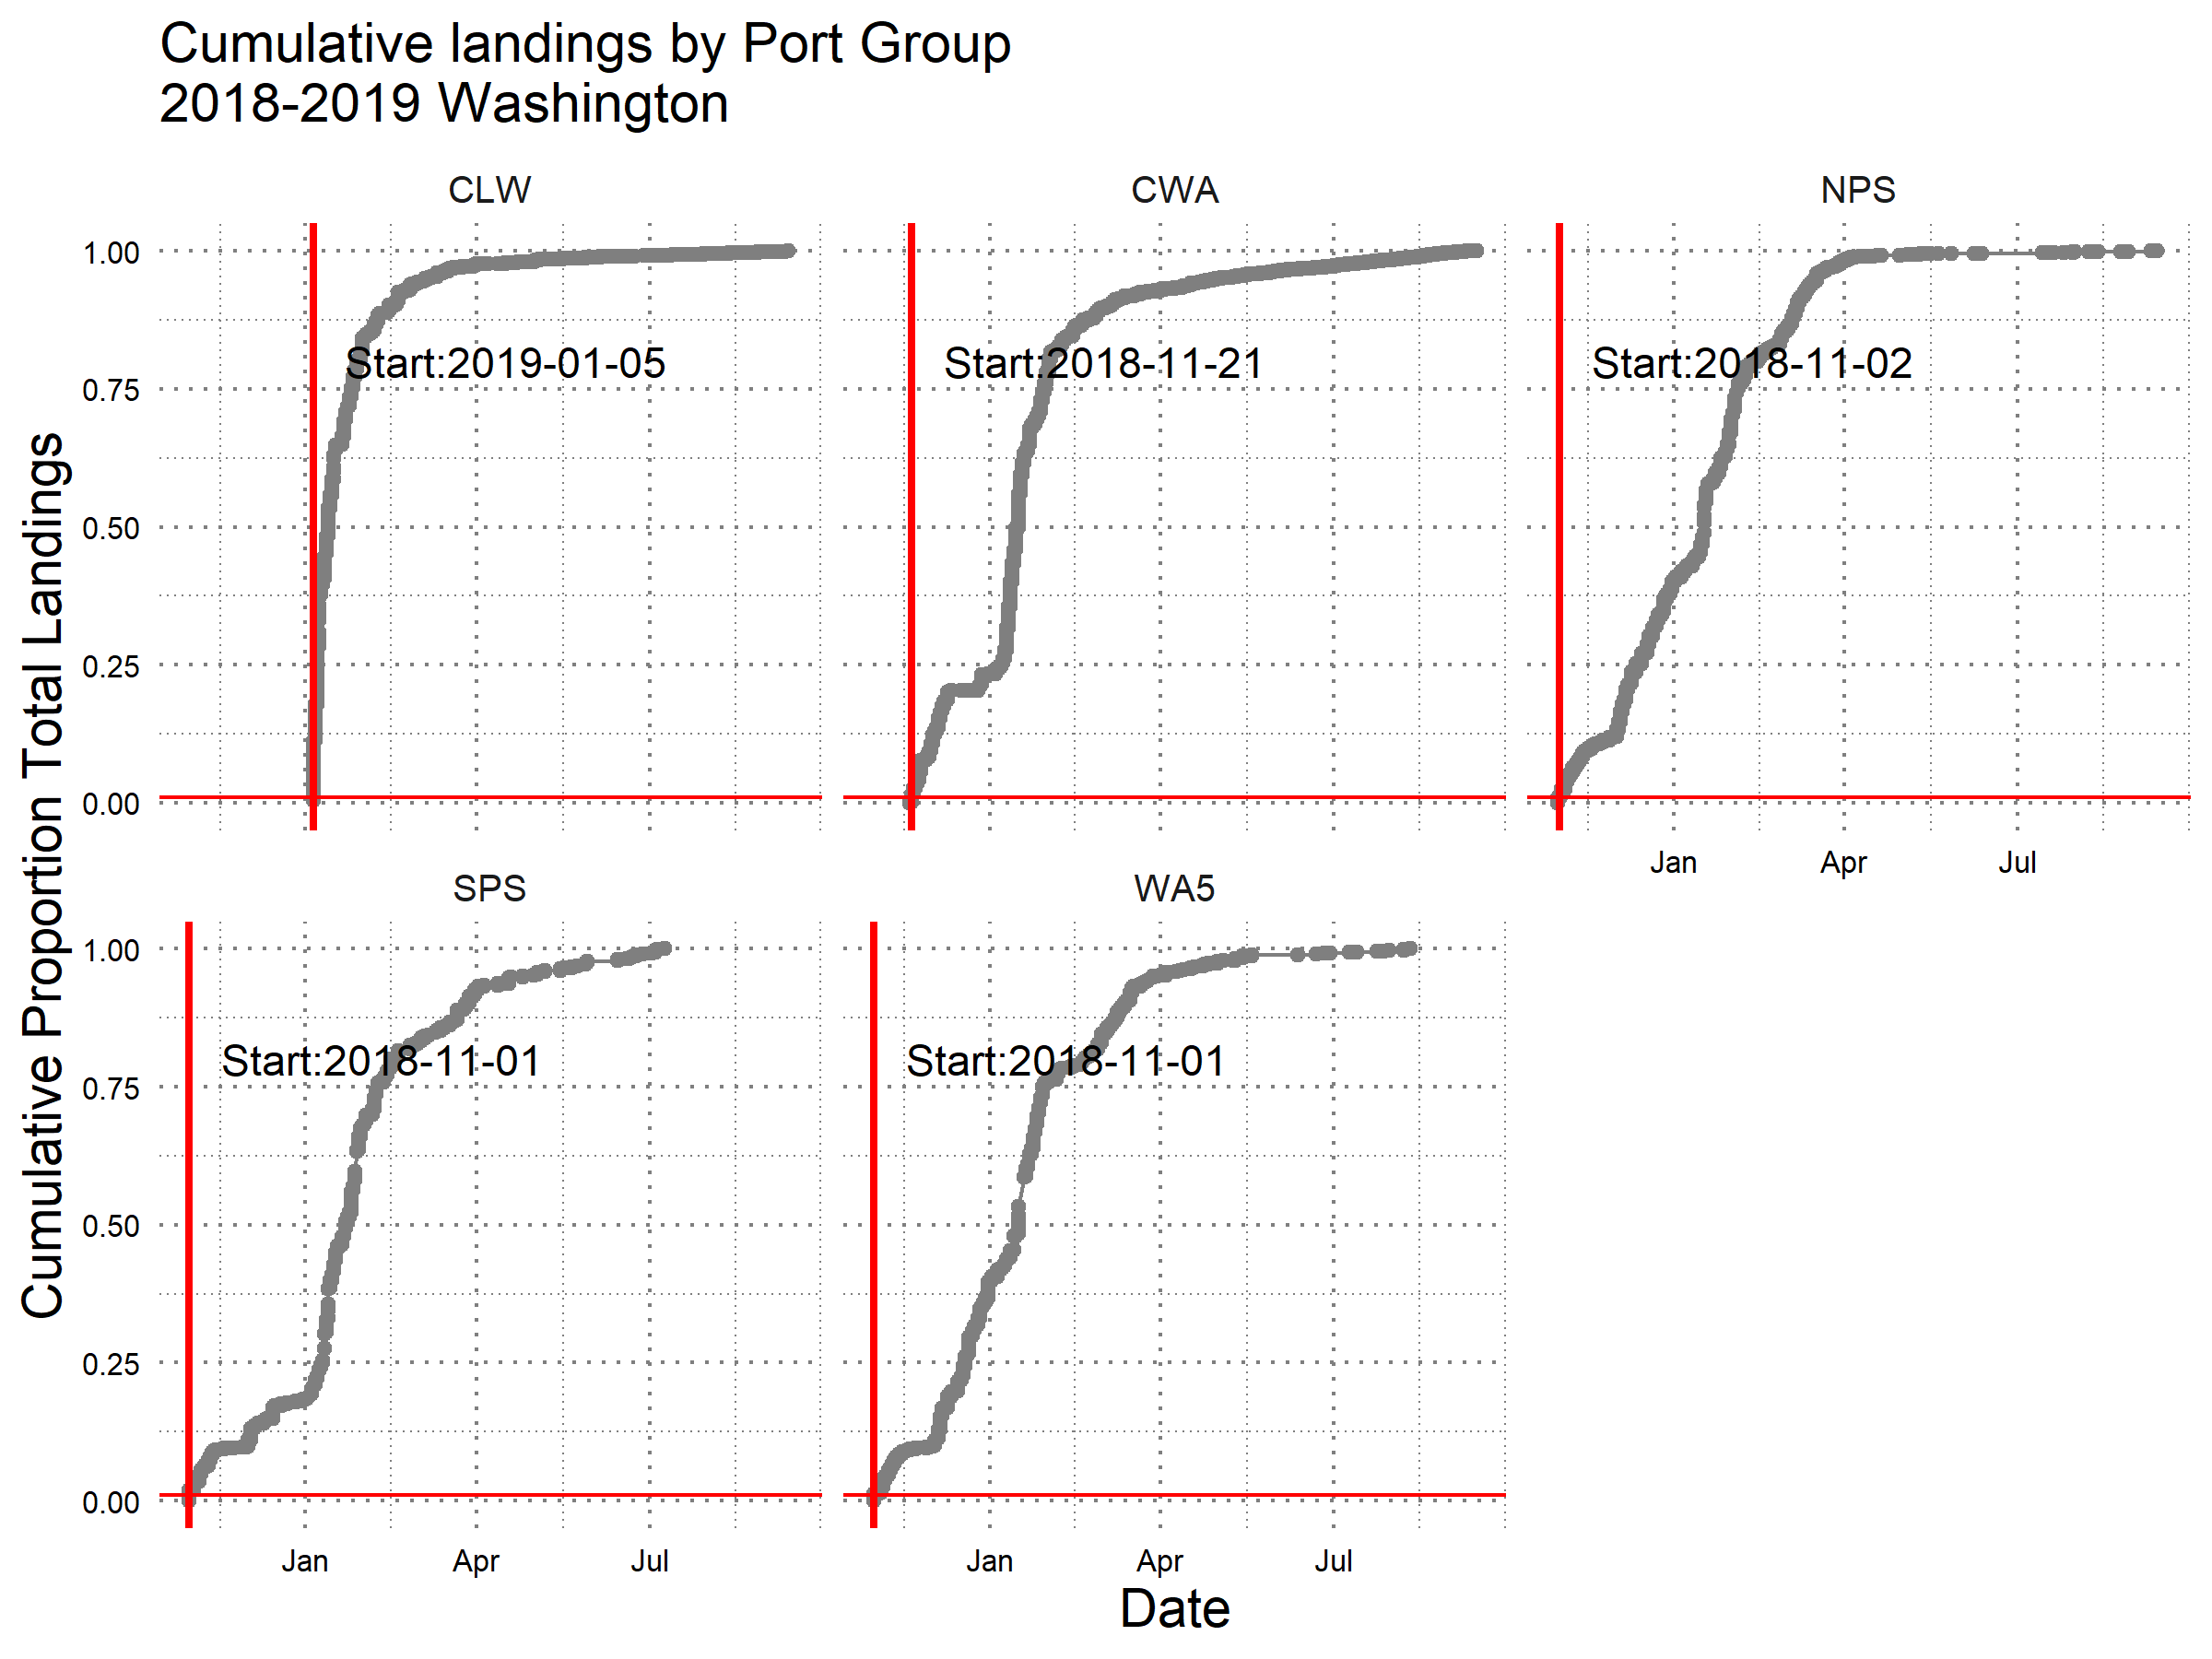 Cumulative landings by Port Group
2018-2019 Washington
CLW
CWA
NPS
1.00
0.75
0.50
0.25
0.00
Start:2019-01-05
Start:2018-11-21
Start:2018-11-02
Jan
Apr
Jul
SPS
WA5
1.00
0.75
0.50
0.25
0.00
Start:2018-11-01
Start:2018-11-01
Jan
Apr
Jul
Jan
Apr
Jul
Date
Cumulative Proportion Total Landings